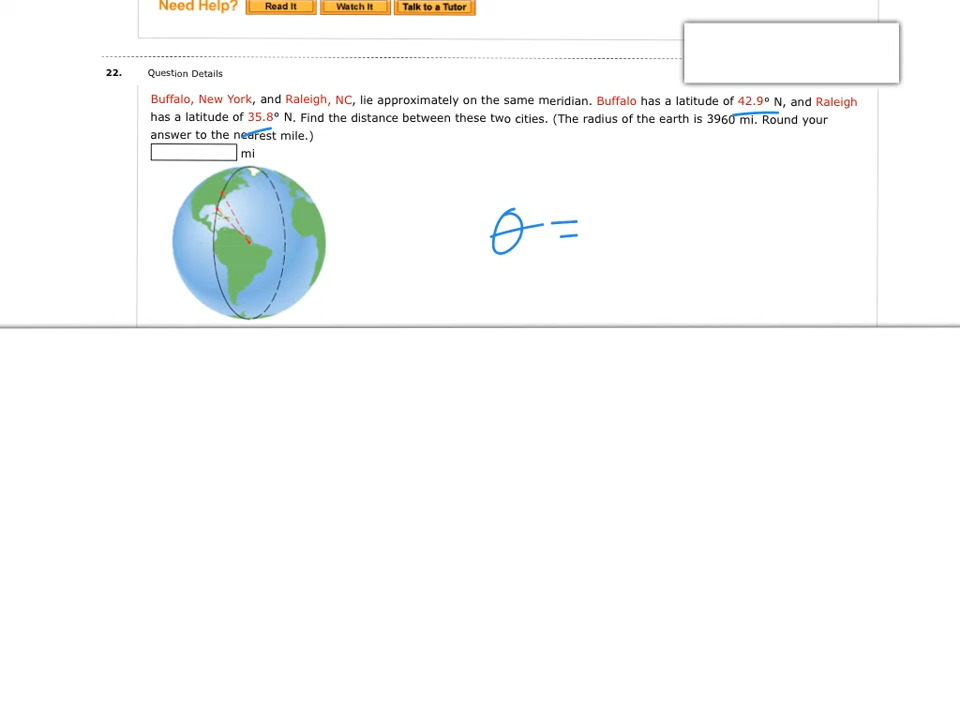 Need Help? Read It Watch It Talk to a Tutor
22. Question Details
Buffalo, New York, and Raleigh, NC, lie approximately on the same meridian. Buffalo has a latitude of 42.9° N, and Raleigh
has a latitude of 35.8° N. Find the distance between these two cities. (The radius of the earth is 3960 mi. Round your
answer to the nearest mile.)
mi
θ =